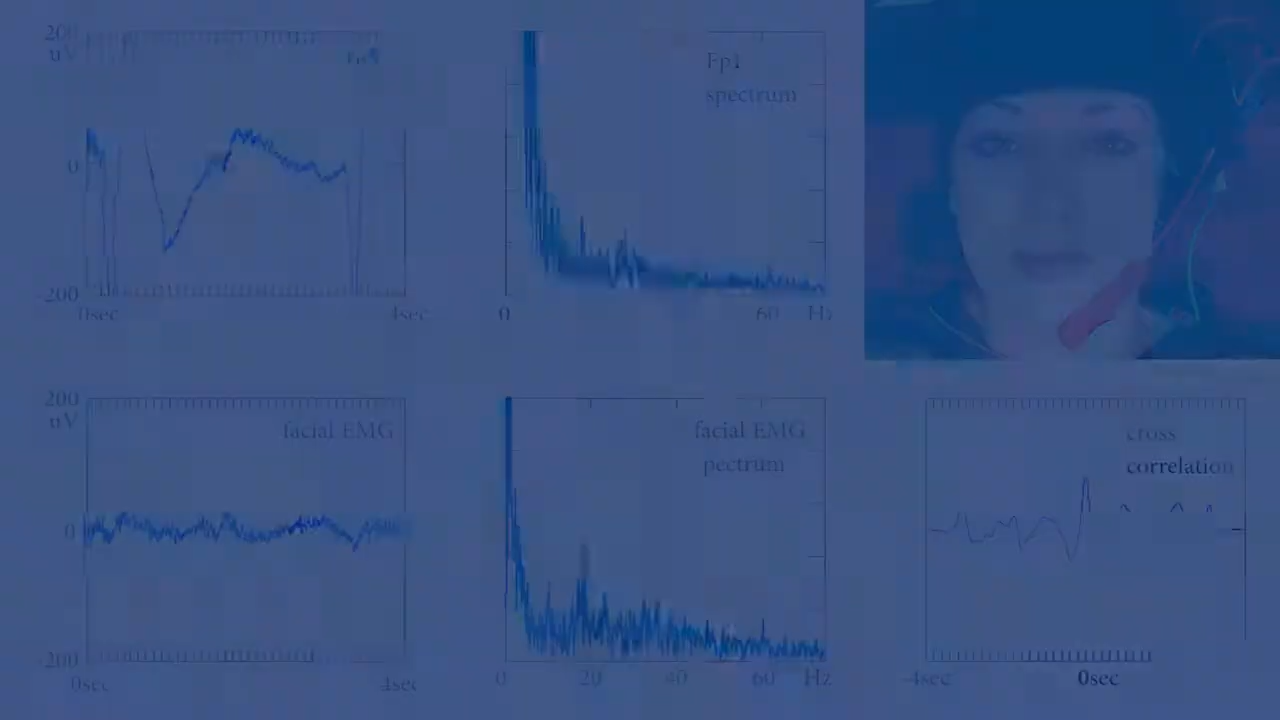 200
uV
0
-200
0sec
4sec
Fp1
spectrum
0
60
Hz
200
uV
facial EMG
0
-200
0sec
4sec
facial EMG
pectrum
0
20
40
60
Hz
cross
correlation
-4sec
0sec